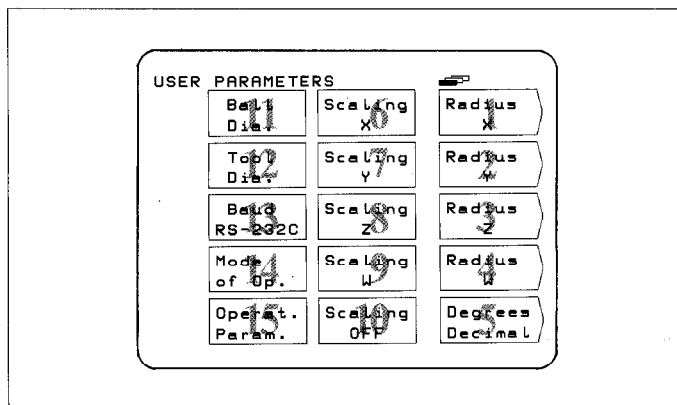 USER PARAMETERS
Ball
Dia.
11
Scaling
X
6
Radius
X
1
Tool
Dia.
12
Scaling
Y
7
Radius
Y
2
Baud
RS-232C
13
Scaling
Z
8
Radius
Z
3
Mode
of Op.
14
Scaling
W
9
Radius
W
4
Operat.
Param.
15
Scaling
OFF
10
Degrees
Decimal
5